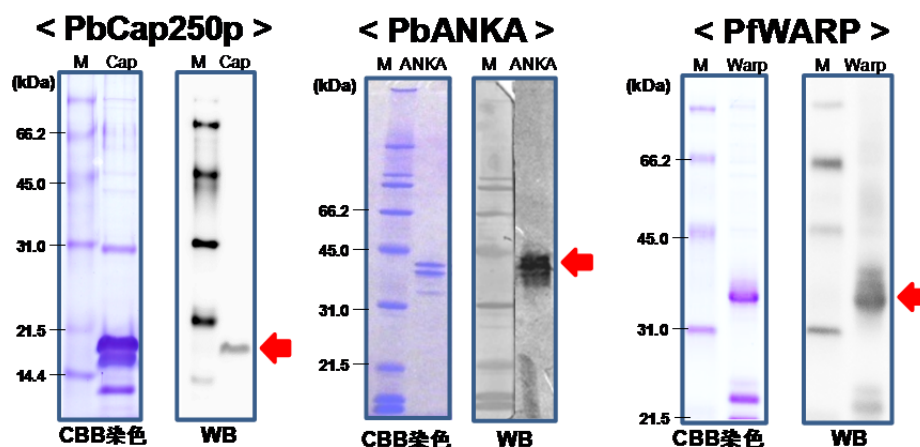 < PbCap250p >
M Cap
M Cap
(kDa)
66.2
45.0
31.0
21.5
14.4
CBB染色
WB
< PbANKA >
M ANKA
M ANKA
(kDa)
66.2
45.0
31.0
21.5
CBB染色
WB
< PfWARP >
M Warp
M Warp
(kDa)
66.2
45.0
31.0
21.5
CBB染色
WB